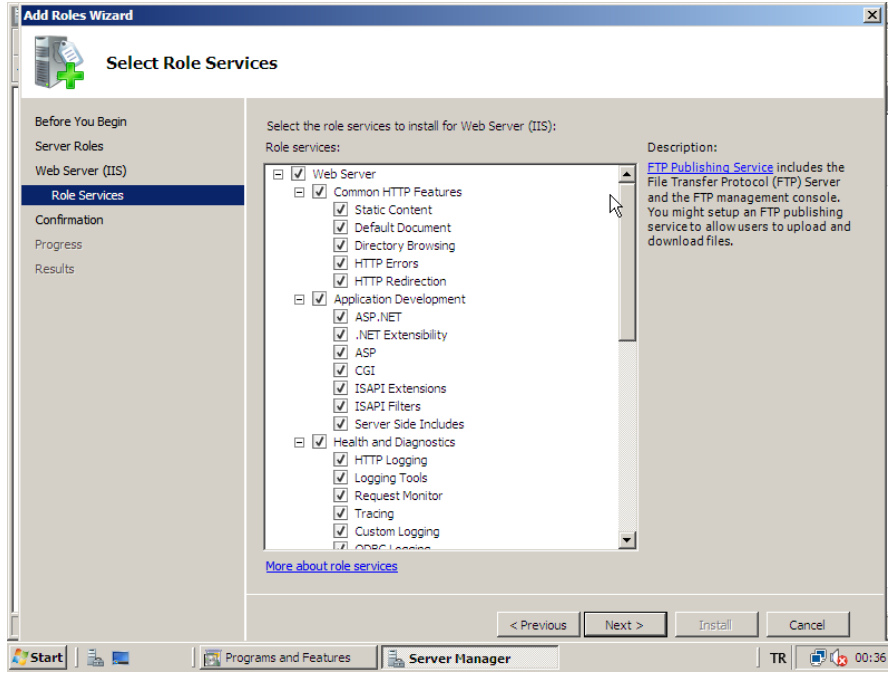 Add Roles Wizard
Select Role Services
Before You Begin
Server Roles
Web Server (IIS)
Role Services
Confirmation
Progress
Results
Select the role services to install for Web Server (IIS):
Role services:
Web Server
Common HTTP Features
Static Content
Default Document
Directory Browsing
HTTP Errors
HTTP Redirection
Application Development
ASP.NET
.NET Extensibility
ASP
CGI
ISAPI Extensions
ISAPI Filters
Server Side Includes
Health and Diagnostics
HTTP Logging
Logging Tools
Request Monitor
Tracing
Custom Logging
ODBC Logging
More about role services
Description:
FTP Publishing Service includes the
File Transfer Protocol (FTP) Server
and the FTP management console.
You might setup an FTP publishing
service to allow users to upload and
download files.
< Previous
Next >
Install
Cancel
Start
Programs and Features
Server Manager
TR
00:36